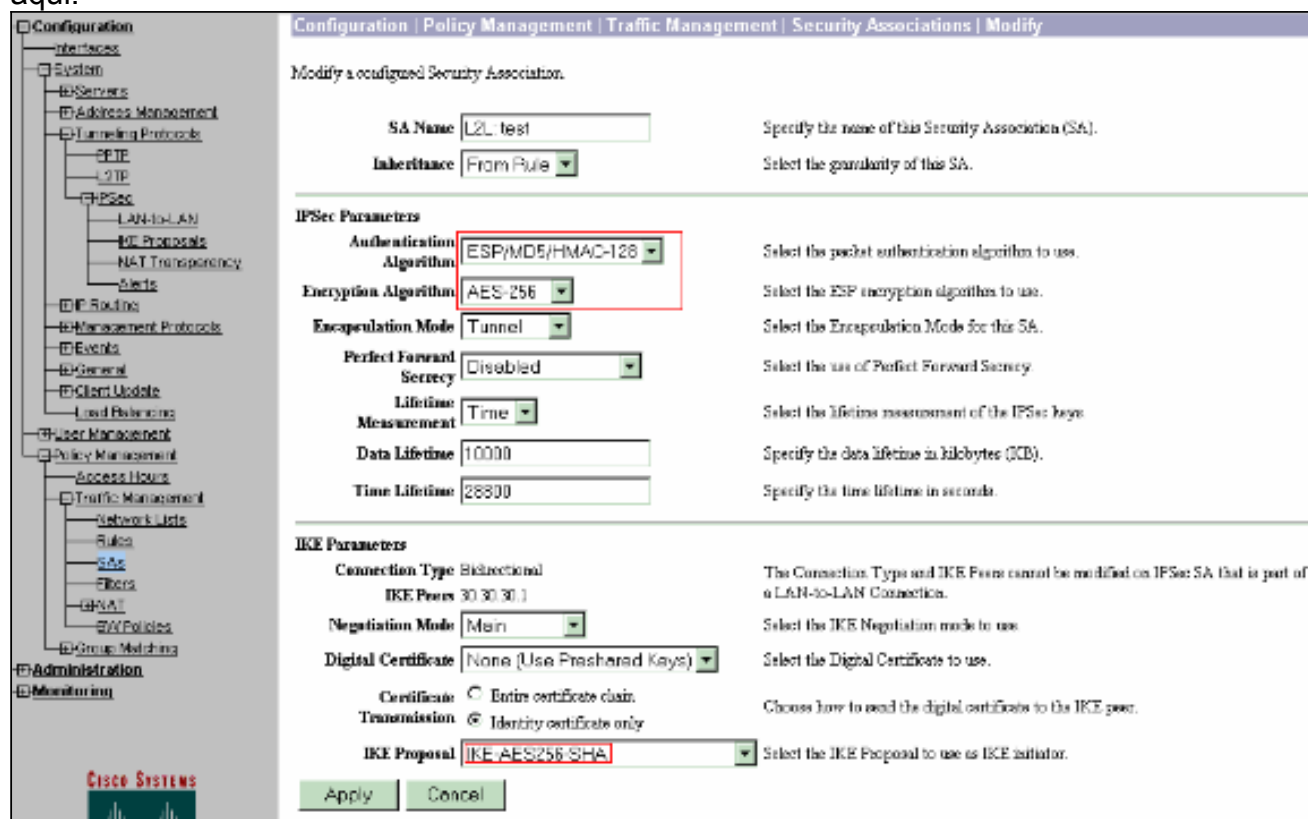 aquí.
Configuration
Interfaces
System
Servers
Address Management
Tunneling Protocols
PPTP
L2TP
IPSec
LAN-to-LAN
IKE Proposals
NAT Transparency
Alerts
IP Routing
Management Protocols
Events
General
Client Update
Load Balancing
User Management
Policy Management
Access Hours
Traffic Management
Network Lists
Rules
SAs
Filters
NAT
BW Policies
Group Matching
Administration
Monitoring
CISCO SYSTEMS
Configuration | Policy Management | Traffic Management | Security Associations | Modify
Modify a configured Security Association.
SA Name L2L: test Specify the name of this Security Association (SA).
Inheritance From Rule Select the granularity of this SA.
IPSec Parameters
Authentication Algorithm ESP/MD5/HMAC-128 Select the packet authentication algorithm to use.
Encryption Algorithm AES-256 Select the ESP encryption algorithm to use.
Encapsulation Mode Tunnel Select the Encapsulation Mode for this SA.
Perfect Forward Secrecy Disabled Select the use of Perfect Forward Secrecy.
Lifetime Measurement Time Select the lifetime measurement of the IPSec keys.
Data Lifetime 10000 Specify the data lifetime in kilobytes (KB).
Time Lifetime 28800 Specify the time lifetime in seconds.
IKE Parameters
Connection Type Bidirectional The Connection Type and IKE Peers cannot be modified on IPSec SA that is part of
IKE Peers 30.30.30.1 a LAN-to-LAN Connection.
Negotiation Mode Main Select the IKE Negotiation mode to use.
Digital Certificate None (Use Preshared Keys) Select the Digital Certificate to use.
Certificate Transmission Entire certificate chain Identity certificate only Choose how to send the digital certificate to the IKE peer.
IKE Proposal IKE-AES256-SHA Select the IKE Proposal to use as IKE initiator.
Apply Cancel